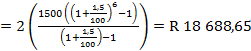 = 2 ( 1500((1+1,5/100)^6 −1) / ((1+1,5/100)−1) ) = R 18 688,65